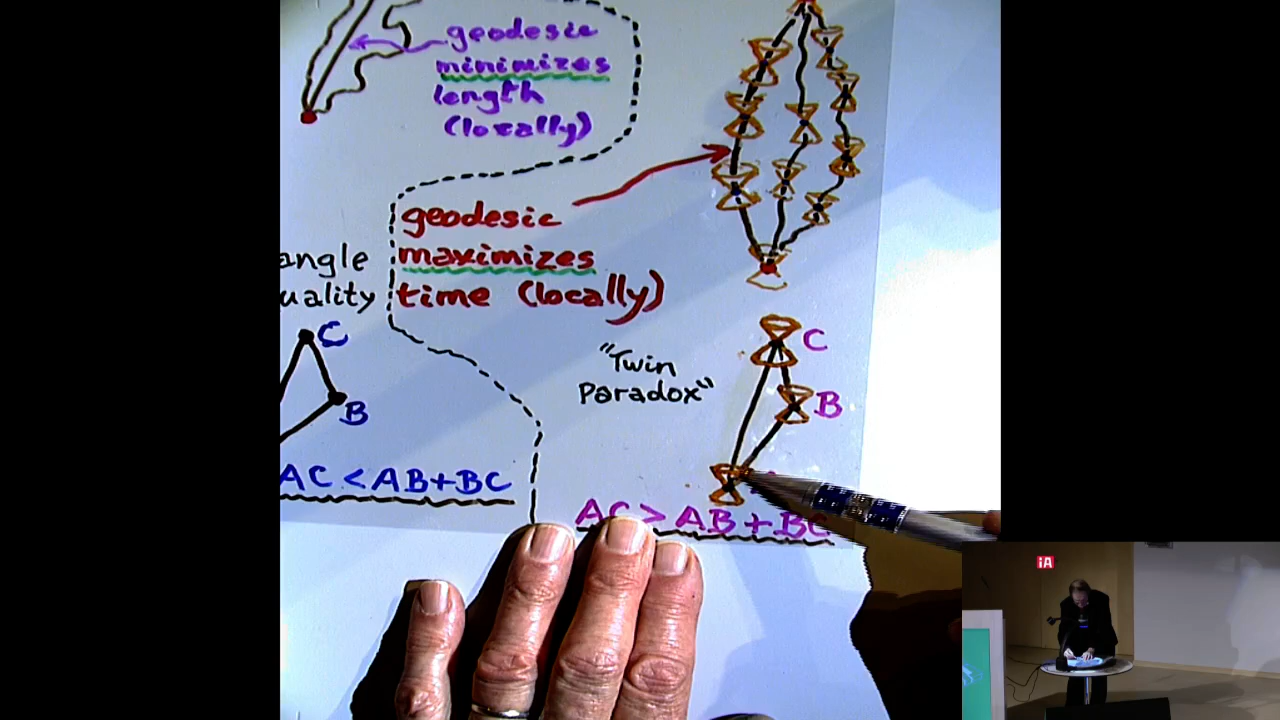 geodesic
minimizes
length
(locally)
geodesic
maximizes
time (locally)
angle
uality
C
B
AC < AB + BC
"Twin
Paradox"
C
B
AC > AB + BC
iA